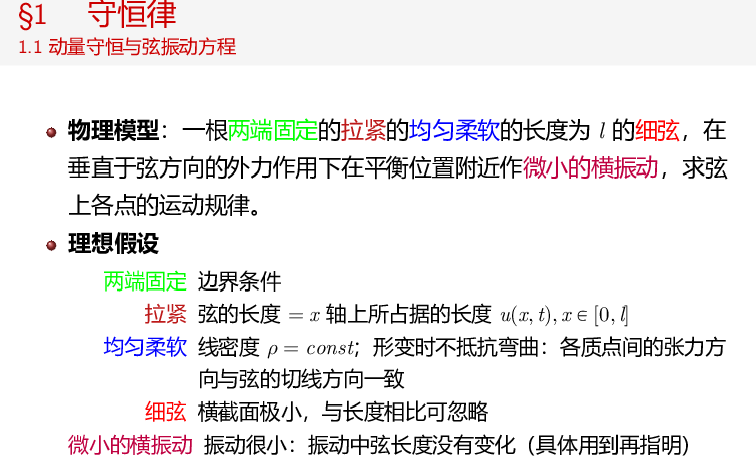 §1 守恒律
1.1 动量守恒与弦振动方程
物理模型：一根两端固定的拉紧的均匀柔软的长度为 l 的细弦，在
垂直于弦方向的外力作用下在平衡位置附近作微小的横振动，求弦
上各点的运动规律。
理想假设
两端固定 边界条件
拉紧 弦的长度 = x 轴上所占据的长度 u(x, t), x ∈ [0, l]
均匀柔软 线密度 ρ = const；形变时不抵抗弯曲：各质点间的张力方
向与弦的切线方向一致
细弦 横截面极小，与长度相比可忽略
微小的横振动 振动很小：振动中弦长度没有变化（具体用到再指明）